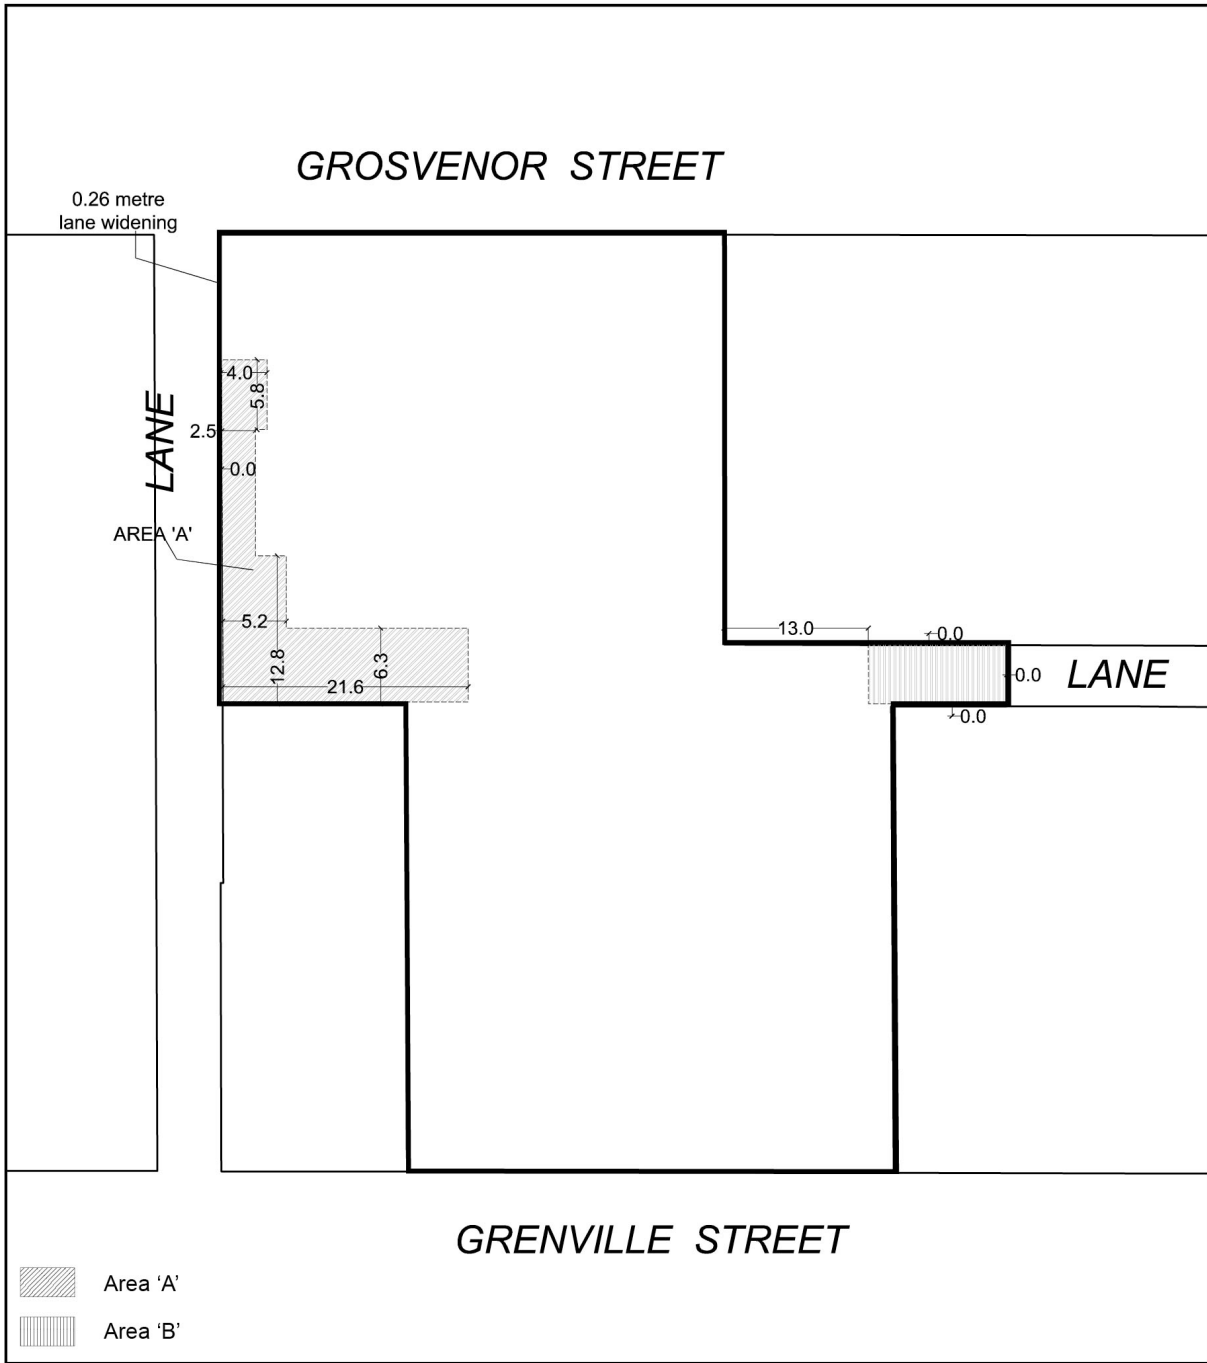 GROSVENOR STREET
0.26 metre
lane widening
4.0
5.8
LANE
2.5
0.0
AREA 'A'
5.2
12.8
6.3
21.6
13.0
0.0
0.0
LANE
0.0
GRENVILLE STREET
Area ‘A’
Area ‘B’